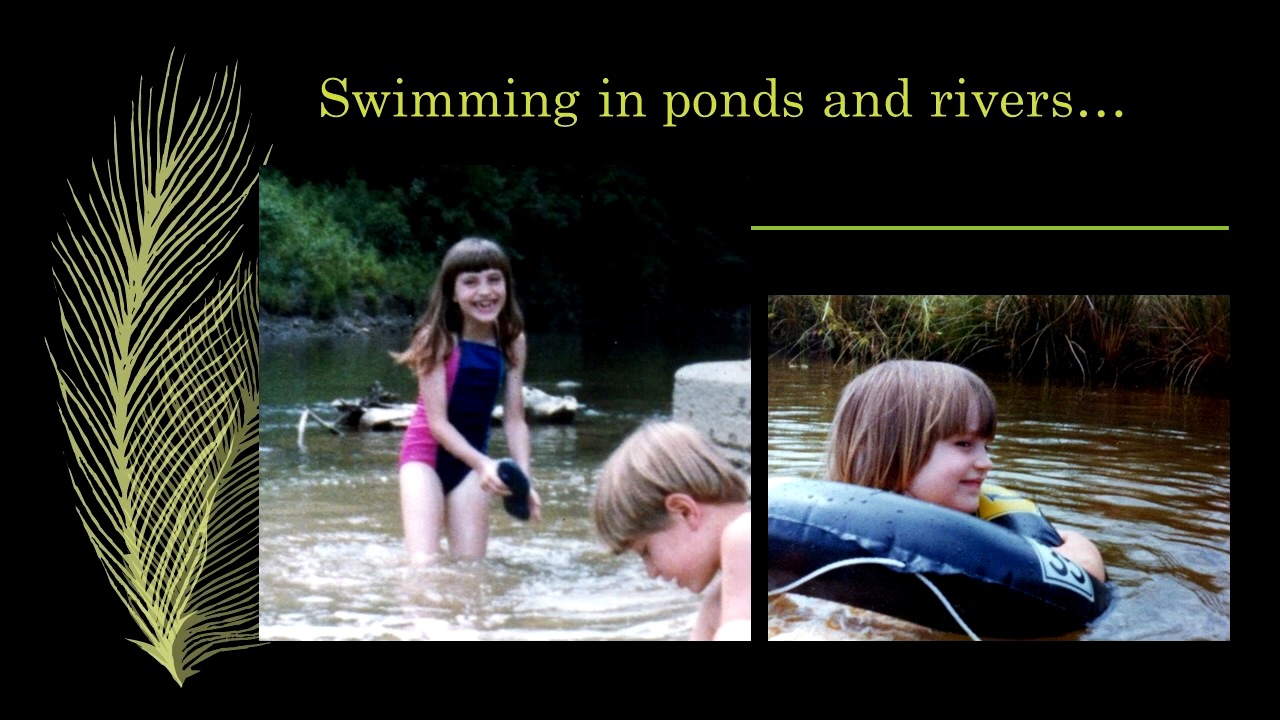 Swimming in ponds and rivers…